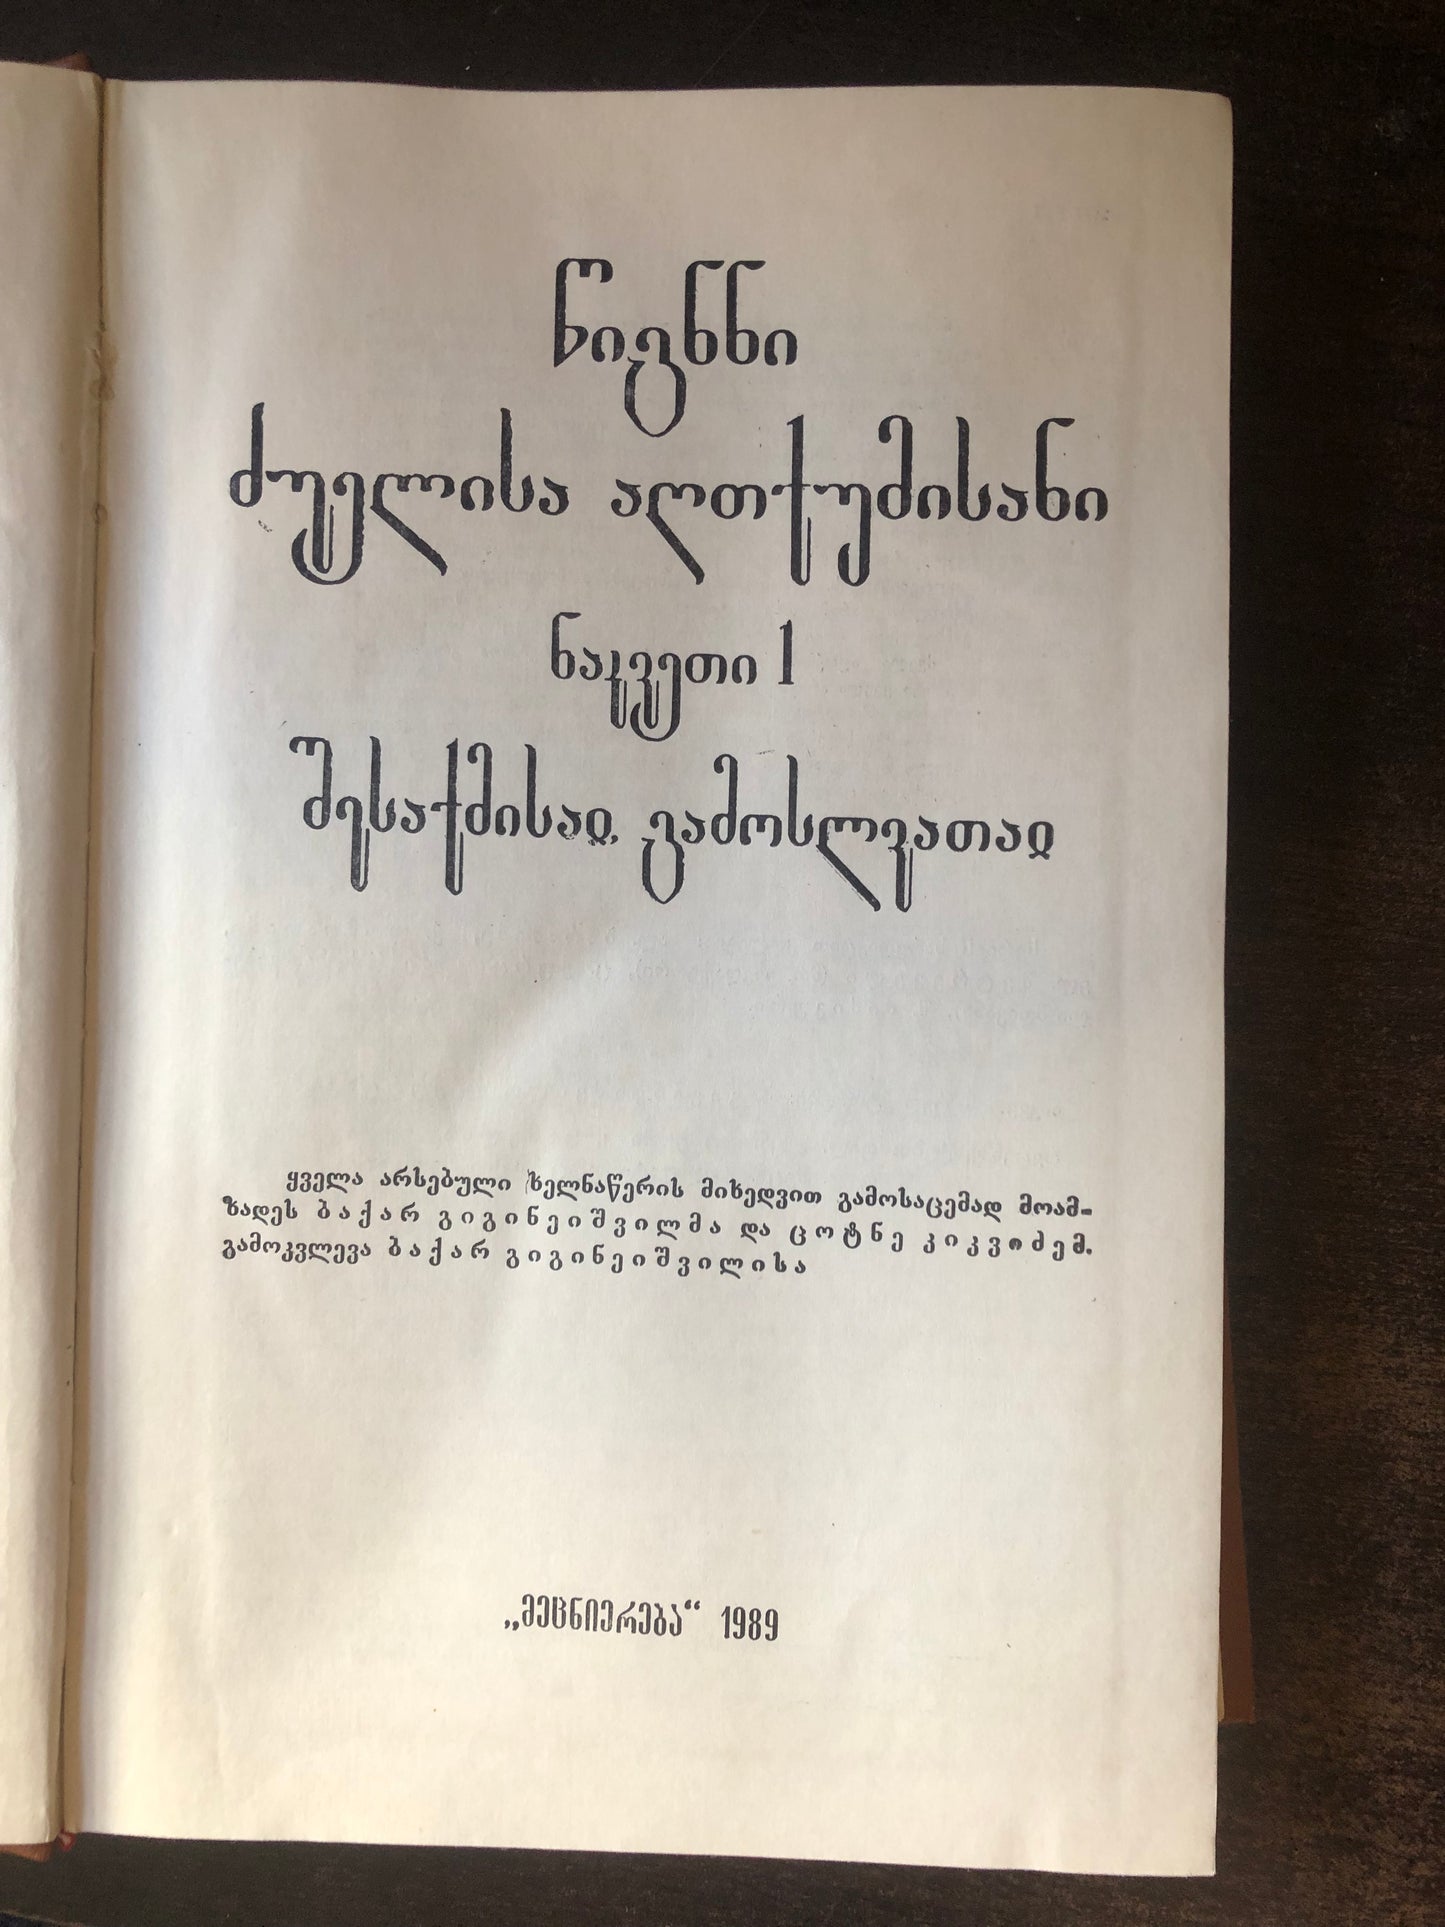 წიგნნი
ძუელისა აღთქუმისანი
ნაკვეთი 1
შესაქმისაჲ, გამოსლვათაჲ
ყველა არსებული ხელნაწერის მიხედვით გამოსაცემად მოამ-
ზადეს ბაქარ გიგინეიშვილმა და ცოტნე კიკვიძემ.
გამოკვლევა ბაქარ გიგინეიშვილისა
„მეცნიერება“ 1989